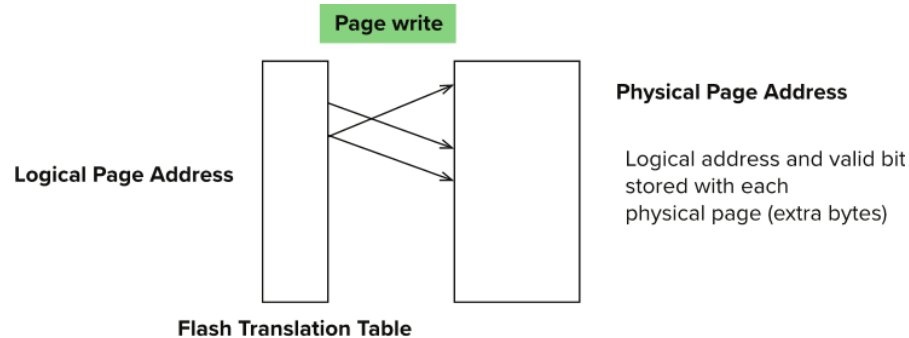 Page write
Physical Page Address
Logical Page Address
Logical address and valid bit
stored with each
physical page (extra bytes)
Flash Translation Table